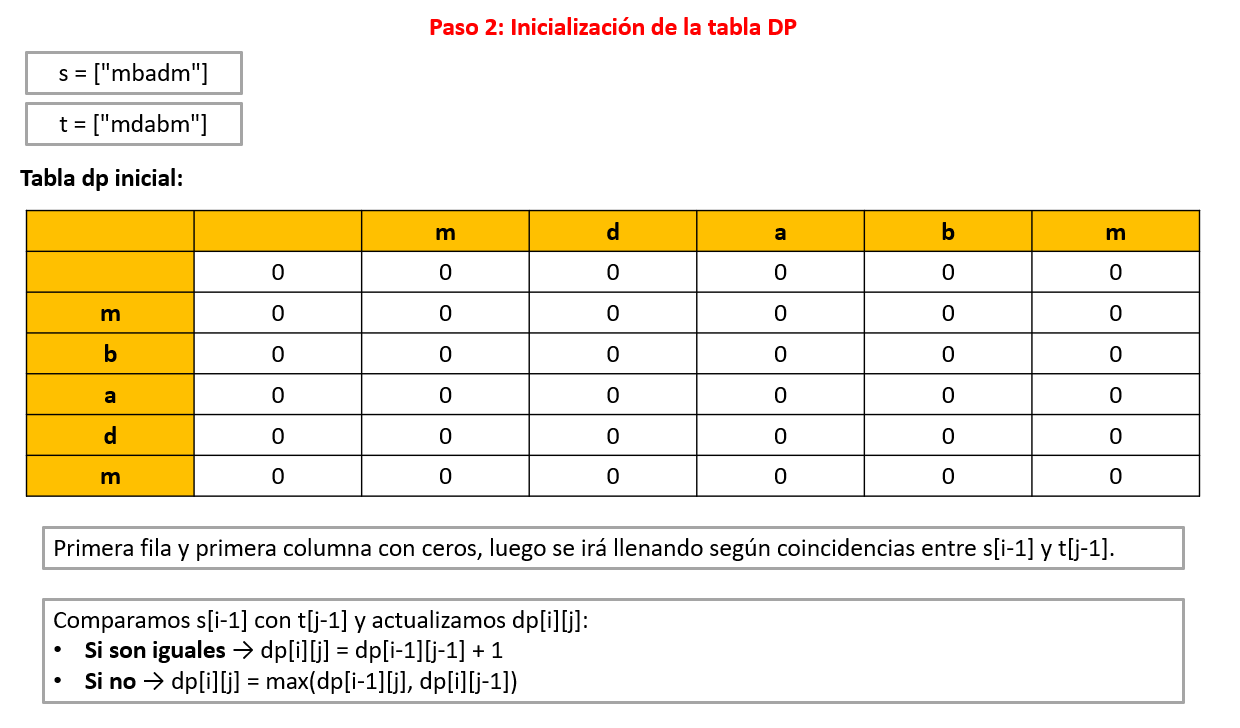 Paso 2: Inicialización de la tabla DP
s = ["mbadm"]
t = ["mdabm"]
Tabla dp inicial:
m d a b m
0 0 0 0 0 0
m 0 0 0 0 0 0
b 0 0 0 0 0 0
a 0 0 0 0 0 0
d 0 0 0 0 0 0
m 0 0 0 0 0 0
Primera fila y primera columna con ceros, luego se irá llenando según coincidencias entre s[i-1] y t[j-1].
Comparamos s[i-1] con t[j-1] y actualizamos dp[i][j]:
• Si son iguales → dp[i][j] = dp[i-1][j-1] + 1
• Si no → dp[i][j] = max(dp[i-1][j], dp[i][j-1])